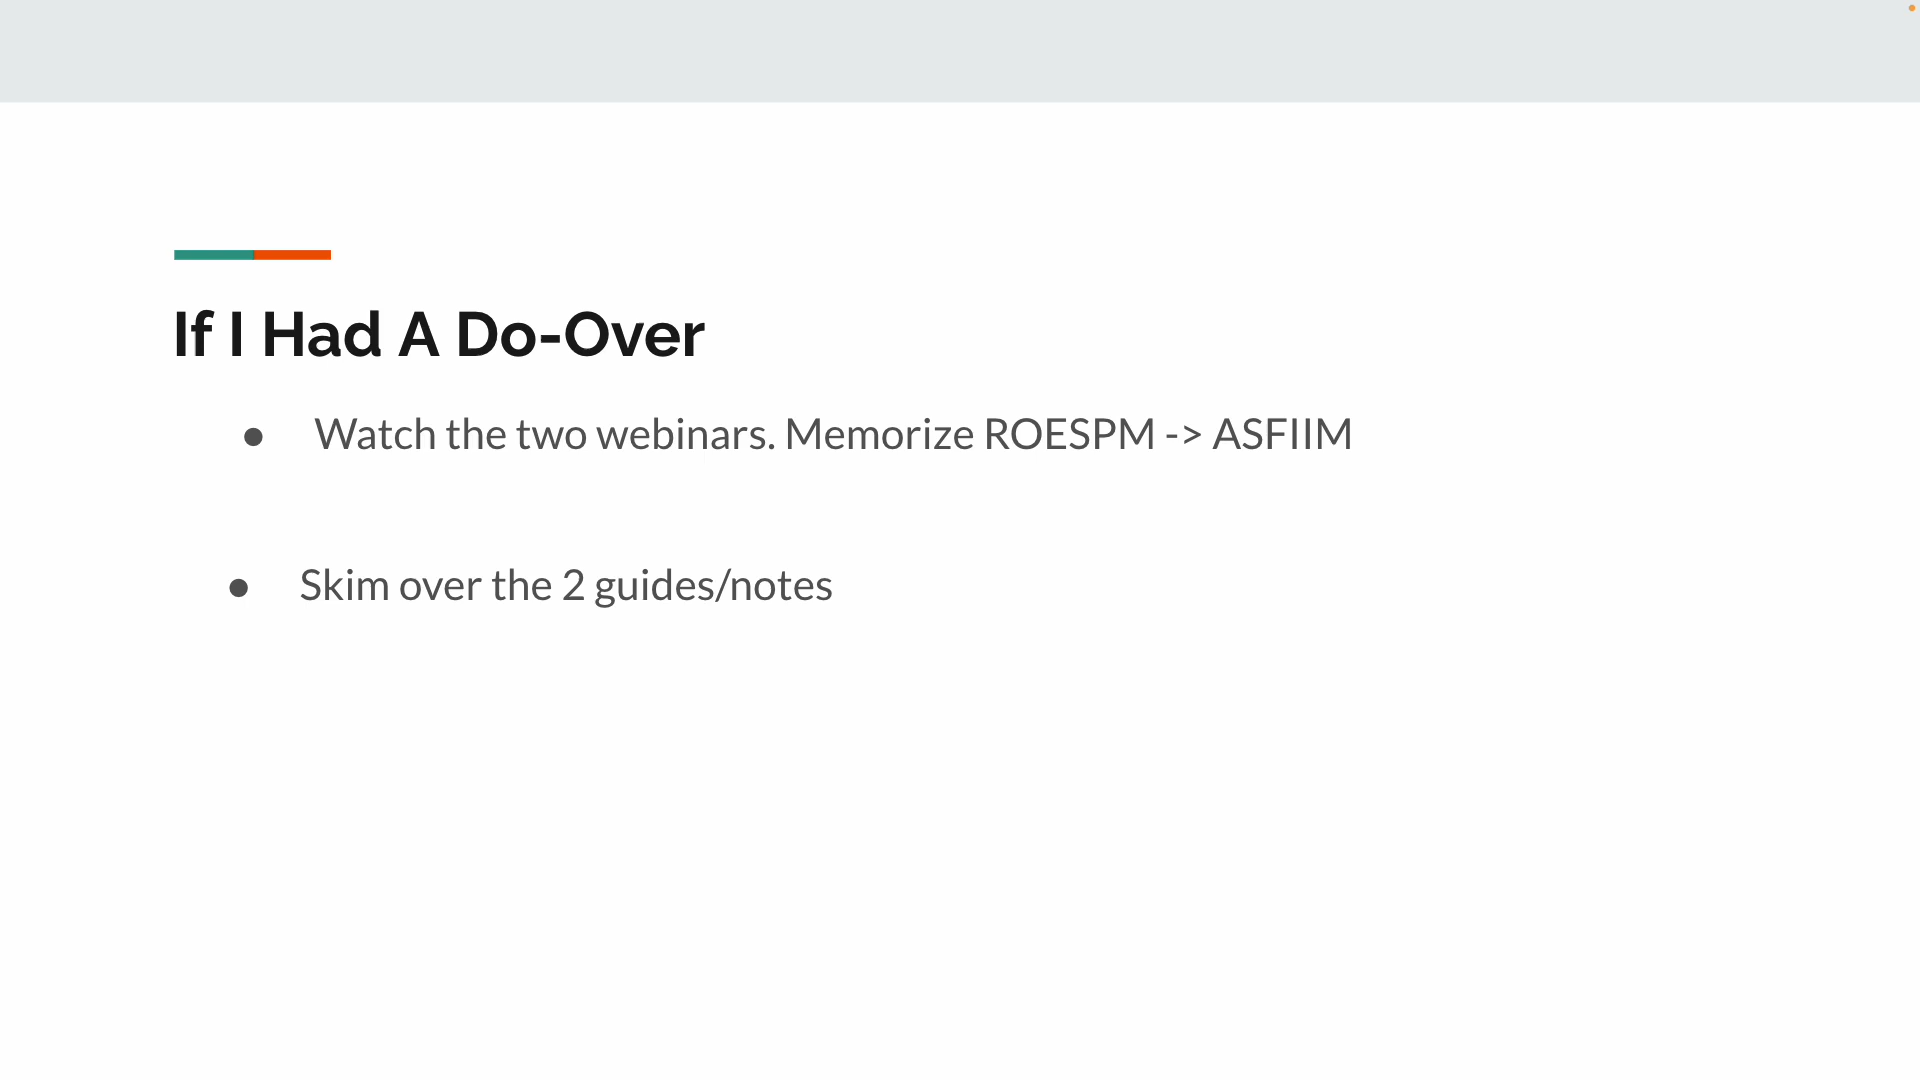 If I Had A Do-Over
● Watch the two webinars. Memorize ROESPM -> ASFIIM
● Skim over the 2 guides/notes